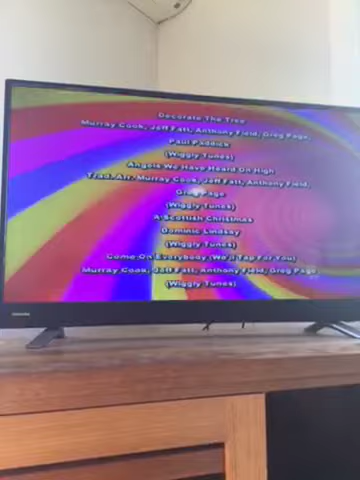 Decorate The Tree
Murray Cook, Jeff Fatt, Anthony Field, Greg Page,
Paul Paddick
(Wiggly Tunes)
Angels We Have Heard On High
Trad. Arr. Murray Cook, Jeff Fatt, Anthony Field,
Greg Page
(Wiggly Tunes)
A Scottish Christmas
Dominic Lindsay
(Wiggly Tunes)
Come On Everybody (We'll Tap For You)
Murray Cook, Jeff Fatt, Anthony Field, Greg Page
(Wiggly Tunes)
TOSHIBA